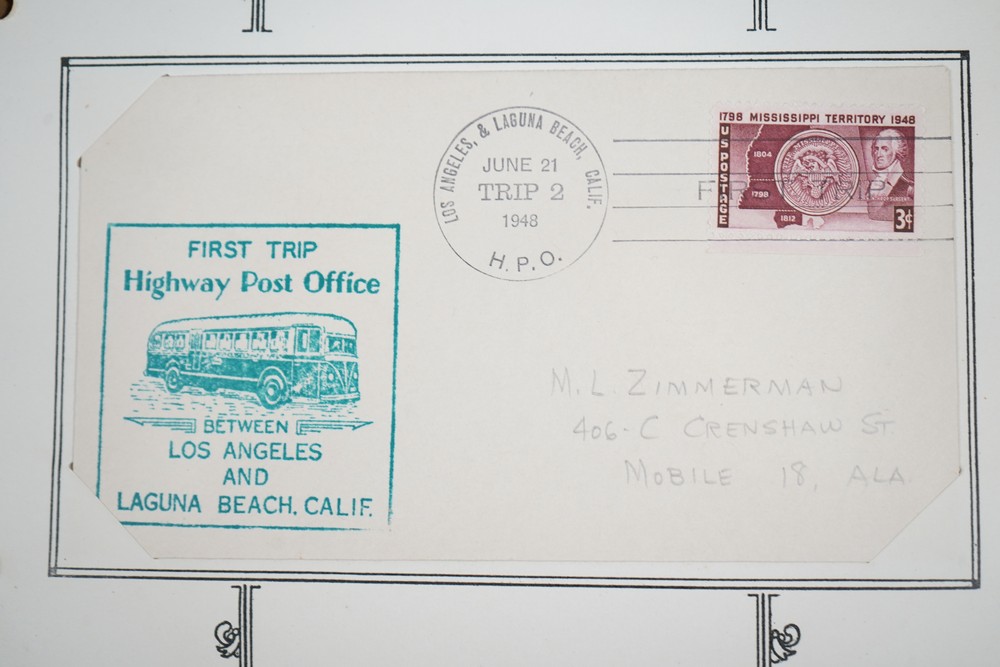 1798 MISSISSIPPI TERRITORY 1948
US POSTAGE
1804
1798
1812
3¢
LOS ANGELES, & LAGUNA BEACH, CALIF.
JUNE 21
TRIP 2
1948
H.P.O.
FIRST TRIP
Highway Post Office
BETWEEN
LOS ANGELES
AND
LAGUNA BEACH, CALIF.
M. L. ZIMMERMAN
406-C CRENSHAW ST
MOBILE 18, ALA.